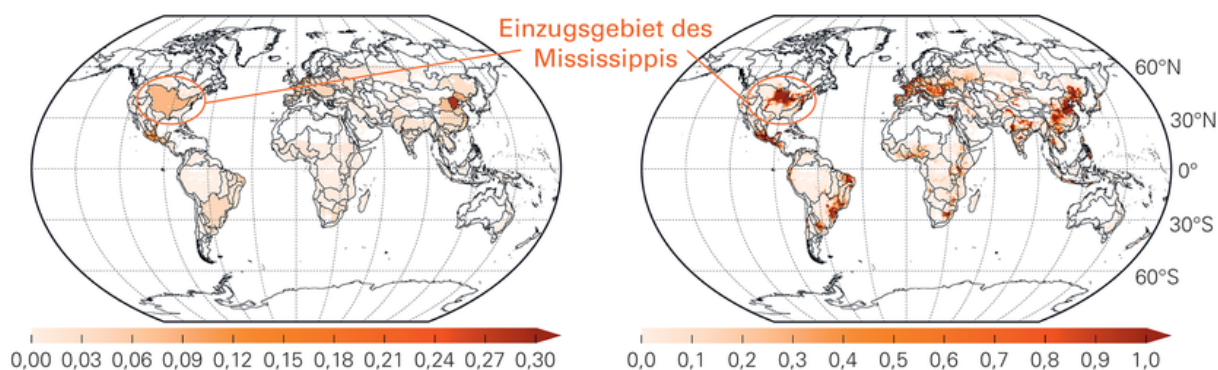 Einzugsgebiet des
Mississippis
60°N
30°N
0°
30°S
60°S
0,00 0,03 0,06 0,09 0,12 0,15 0,18 0,21 0,24 0,27 0,30
0,0 0,1 0,2 0,3 0,4 0,5 0,6 0,7 0,8 0,9 1,0